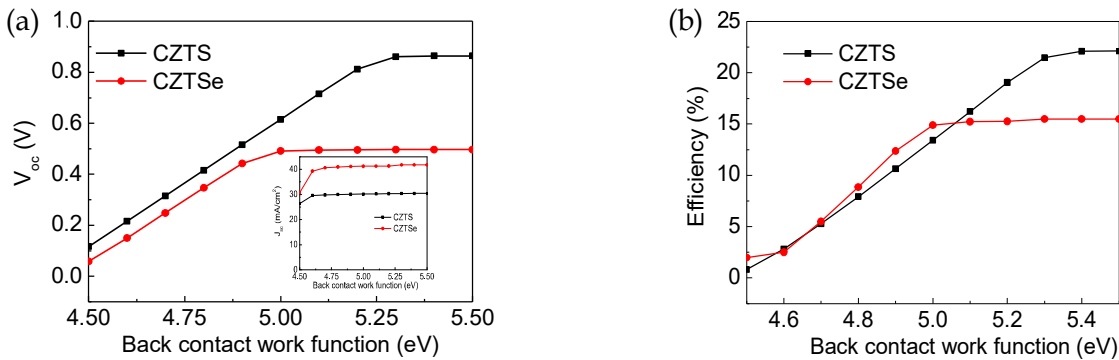 (a)
1.0
0.8
0.6
0.4
0.2
0.0
V_oc (V)
CZTS
CZTSe
4.50 4.75 5.00 5.25 5.50
Back contact work function (eV)
40
30
20
10
0
J_sc (mA/cm²)
CZTS
CZTSe
4.50 4.75 5.00 5.25 5.50
Back contact work function (eV)
(b)
25
20
15
10
5
0
Efficiency (%)
CZTS
CZTSe
4.6 4.8 5.0 5.2 5.4
Back contact work function (eV)